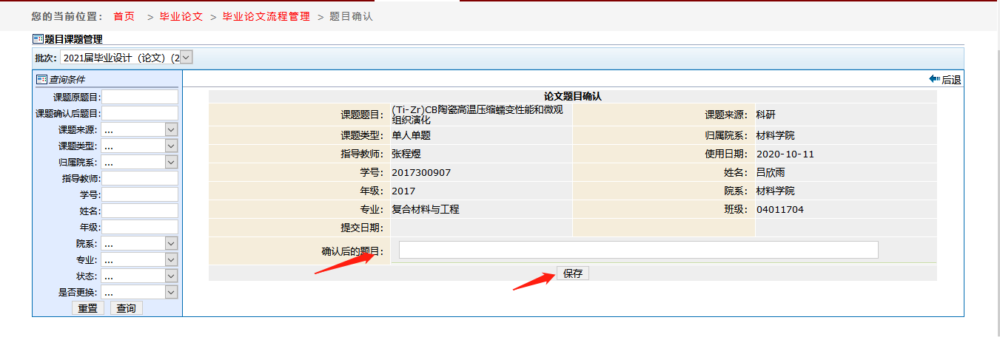 您的当前位置： 首页 > 毕业论文 > 毕业论文流程管理 > 题目确认
题目课题管理
批次: 2021届毕业设计（论文）(2
查询条件
后退
课题原题目:
课题确认后题目:
课题来源: ...
课题类型: ...
归属院系: ...
指导教师:
学号:
姓名:
年级:
院系: ...
专业: ...
状态: ...
是否更换: ...
重置 查询
论文题目确认
课题题目: (Ti-Zr)CB陶瓷高温压缩蠕变性能和微观
组织演化
课题来源: 科研
课题类型: 单人单题 归属院系: 材料学院
指导教师: 张程煜 使用日期: 2020-10-11
学号: 2017300907 姓名: 吕欣雨
年级: 2017 院系: 材料学院
专业: 复合材料与工程 班级: 04011704
提交日期:
确认后的题目:
保存